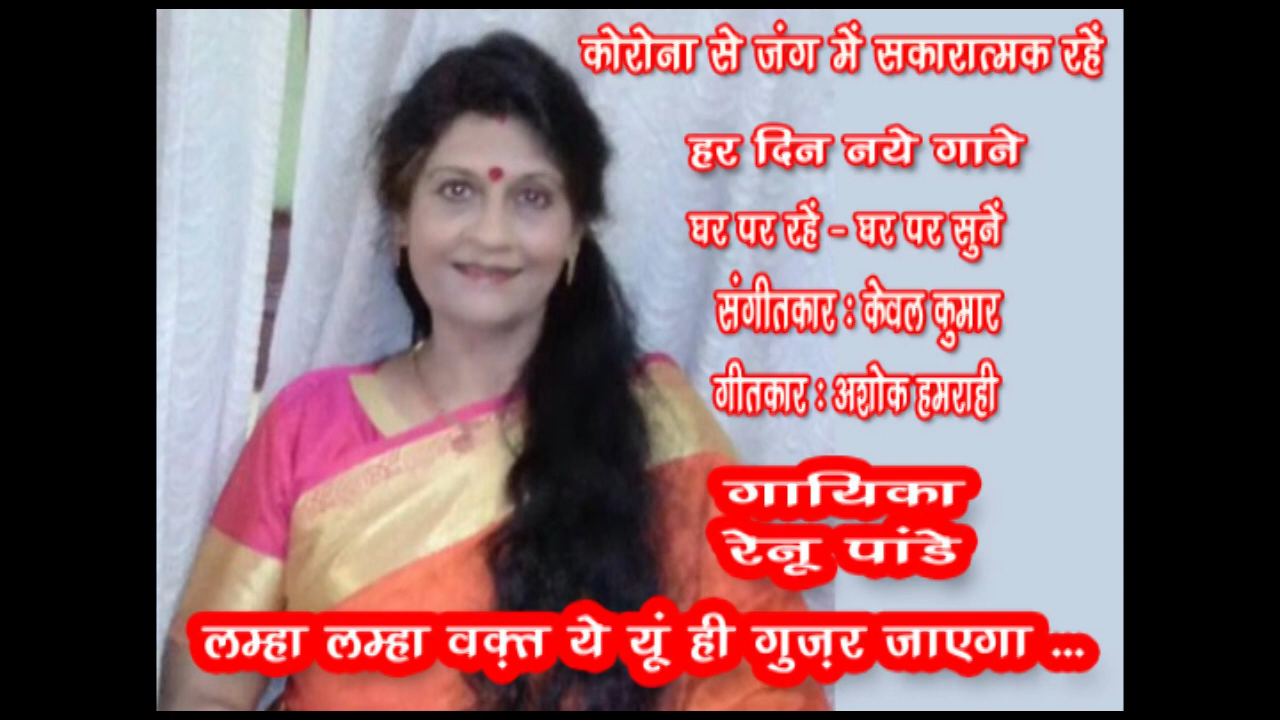 कोरोना से जंग में सकारात्मक रहें
हर दिन नये गाने
घर पर रहें - घर पर सुनें
संगीतकार : केवल कुमार
गीतकार : अशोक हमराही
गायिका
रेनू पांडे
लम्हा लम्हा वक़्त ये यूं ही गुज़र जाएगा ...